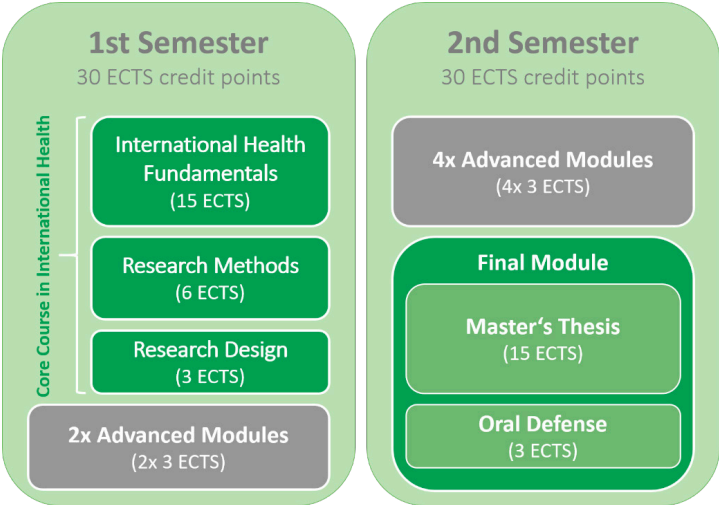 1st Semester
30 ECTS credit points
Core Course in International Health
International Health
Fundamentals
(15 ECTS)
Research Methods
(6 ECTS)
Research Design
(3 ECTS)
2x Advanced Modules
(2x 3 ECTS)
2nd Semester
30 ECTS credit points
4x Advanced Modules
(4x 3 ECTS)
Final Module
Master‘s Thesis
(15 ECTS)
Oral Defense
(3 ECTS)